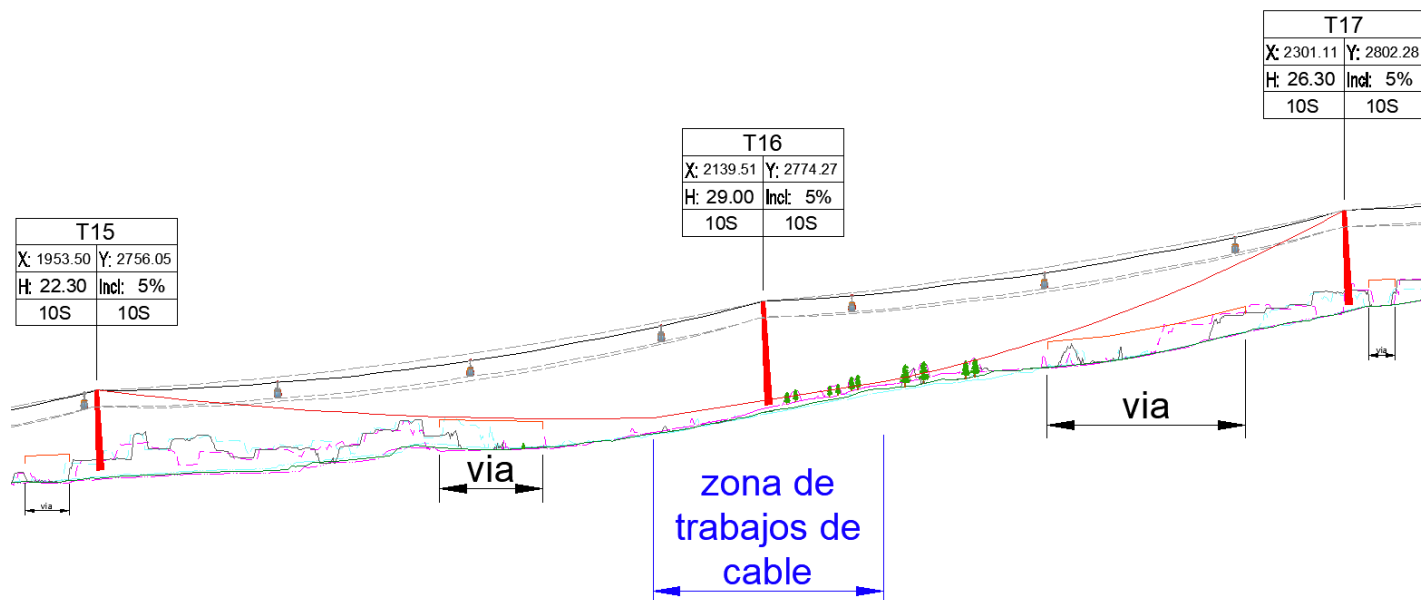 T17
X: 2301.11 Y: 2802.28
H: 26.30 Incl: 5%
10S 10S
T16
X: 2139.51 Y: 2774.27
H: 29.00 Incl: 5%
10S 10S
T15
X: 1953.50 Y: 2756.05
H: 22.30 Incl: 5%
10S 10S
via
via
via
via
zona de
trabajos de
cable